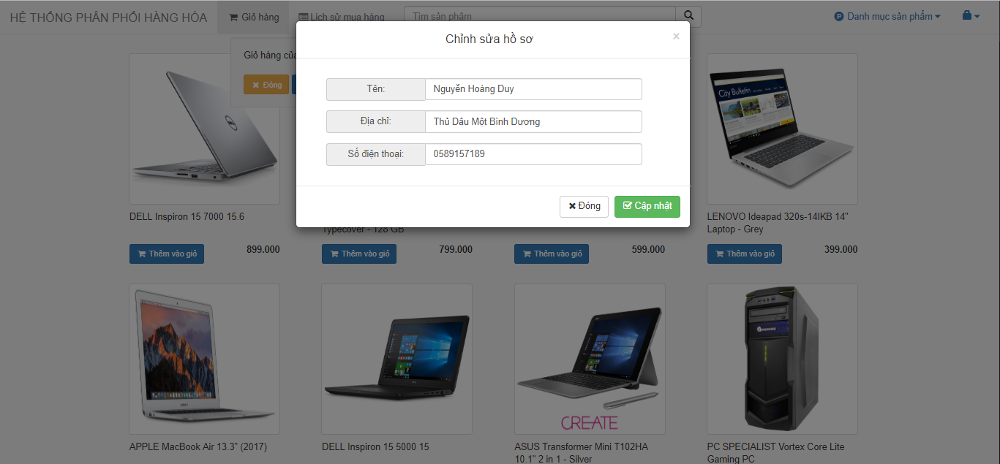 HỆ THỐNG PHÂN PHỐI HÀNG HÓA
Giỏ hàng
Lịch sử mua hàng
Tìm sản phẩm
Danh mục sản phẩm
Chỉnh sửa hồ sơ
×
Giỏ hàng của
Đóng
Tên:
Nguyễn Hoảng Duy
Địa chỉ:
Thủ Dâu Một Bình Dương
Số điện thoại:
0589157189
Đóng
Cập nhật
City Bulletin
DELL Inspiron 15 7000 15.6
Typecover - 128 GB
LENOVO Ideapad 320s-14IKB 14"
Laptop - Grey
Thêm vào giỏ
899.000
Thêm vào giỏ
799.000
Thêm vào giỏ
599.000
Thêm vào giỏ
399.000
CREATE
APPLE MacBook Air 13.3" (2017)
DELL Inspiron 15 5000 15
ASUS Transformer Mini T102HA
10.1" 2 in 1 - Silver
PC SPECIALIST Vortex Core Lite
Gaming PC